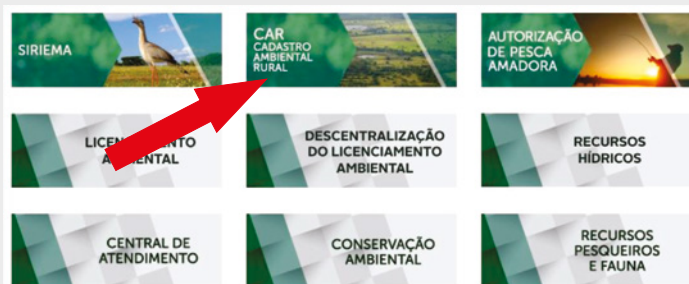 SIRIEMA
CAR
CADASTRO
AMBIENTAL
RURAL
AUTORIZAÇÃO
DE PESCA
AMADORA
DESCENTRALIZAÇÃO
DO LICENCIAMENTO
AMBIENTAL
RECURSOS
HÍDRICOS
CENTRAL DE
ATENDIMENTO
CONSERVAÇÃO
AMBIENTAL
RECURSOS
PESQUEIROS
E FAUNA